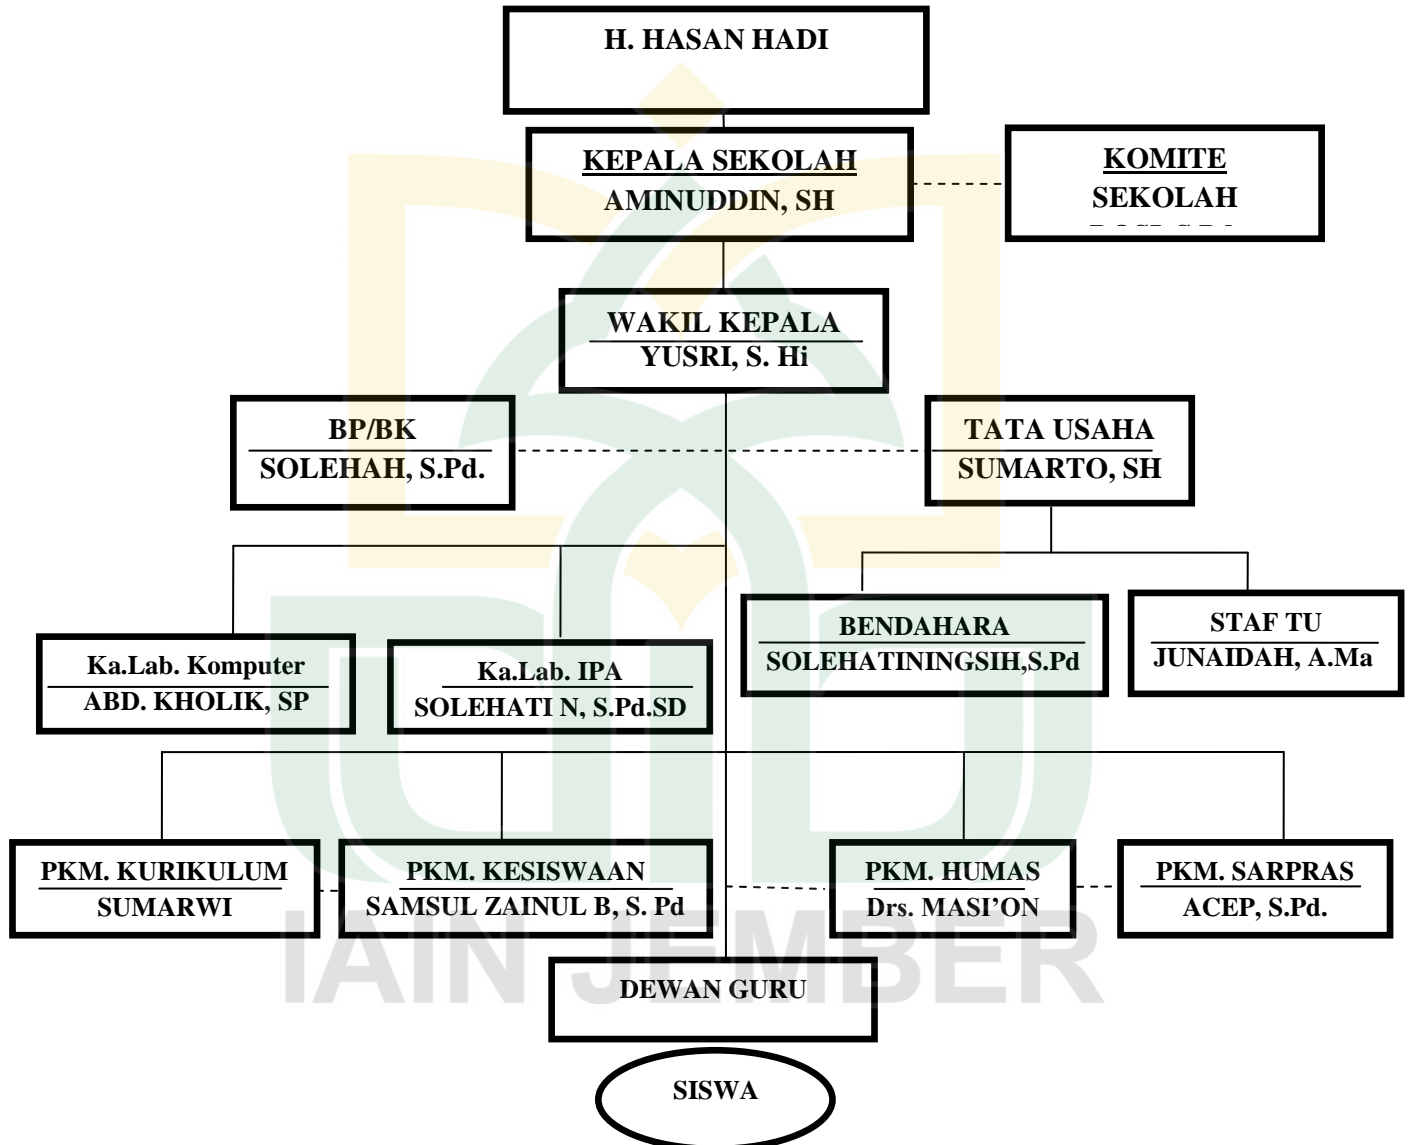 H. HASAN HADI
KEPALA SEKOLAH
AMINUDDIN, SH
KOMITE
SEKOLAH
WAKIL KEPALA
YUSRI, S. Hi
BP/BK
SOLEHAH, S.Pd.
TATA USAHA
SUMARTO, SH
BENDAHARA
SOLEHATININGSIH,S.Pd
STAF TU
JUNAIDAH, A.Ma
Ka.Lab. Komputer
ABD. KHOLIK, SP
Ka.Lab. IPA
SOLEHATI N, S.Pd.SD
PKM. KURIKULUM
SUMARWI
PKM. KESISWAAN
SAMSUL ZAINUL B, S. Pd
PKM. HUMAS
Drs. MASI’ON
PKM. SARPRAS
ACEP, S.Pd.
IAIN JEMBER
DEWAN GURU
SISWA